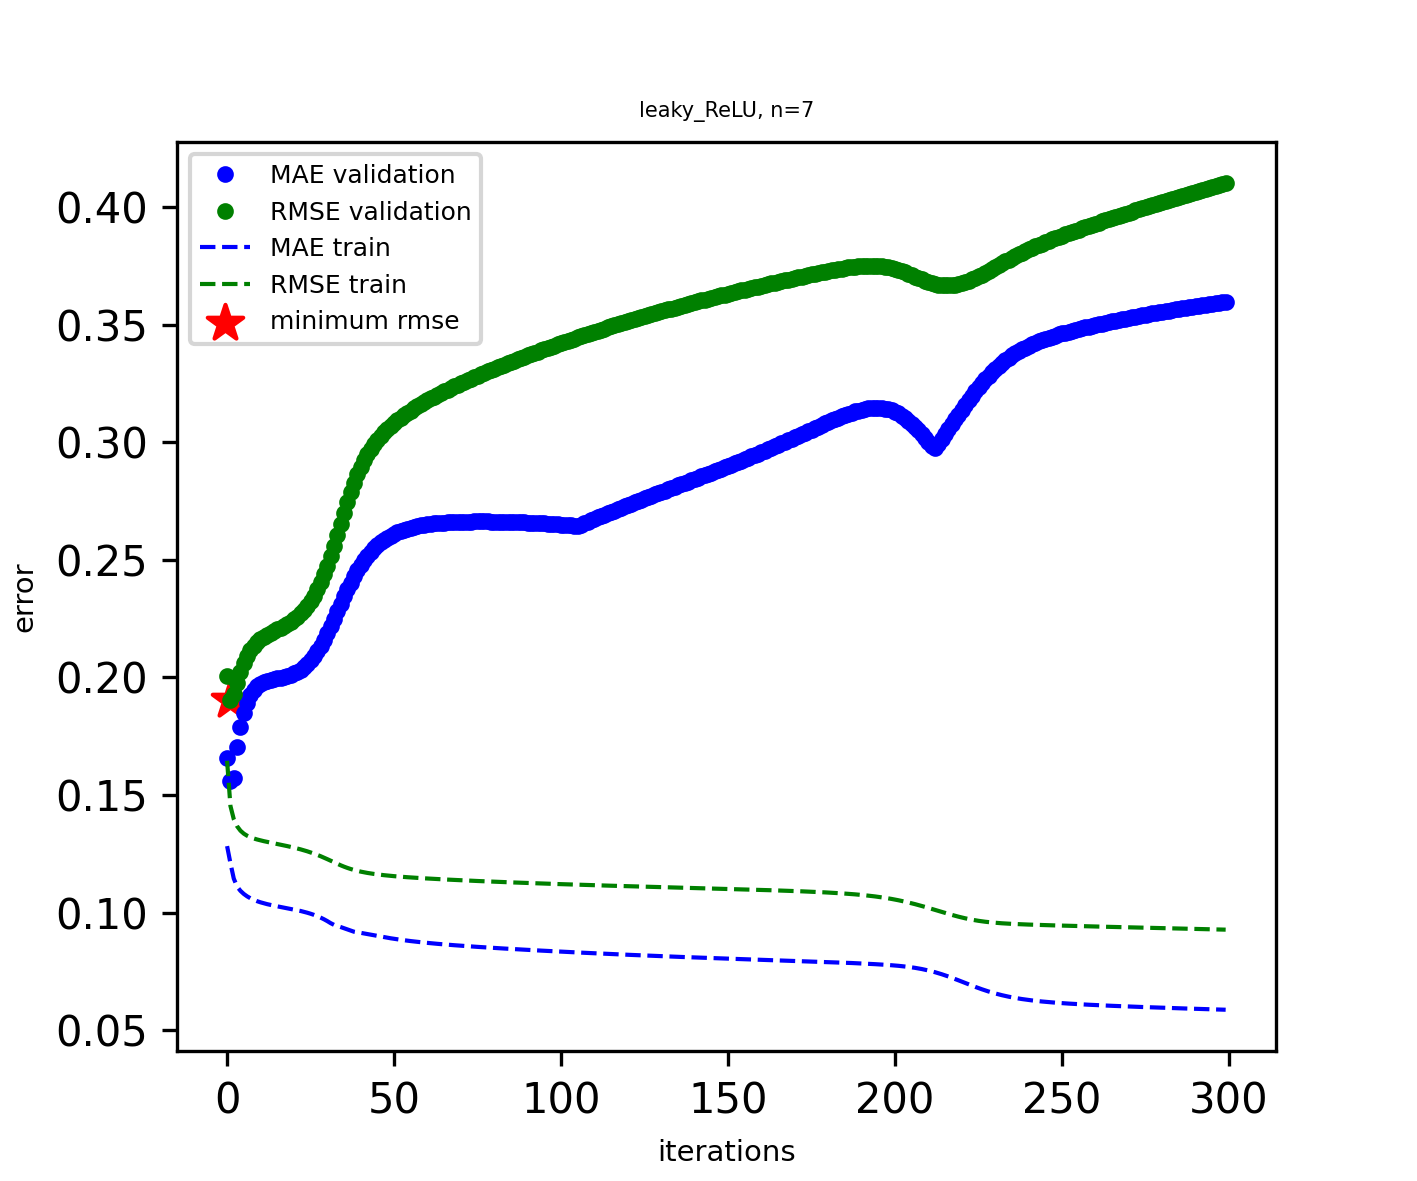 leaky_ReLU, n=7
MAE validation
RMSE validation
MAE train
RMSE train
minimum rmse
0.40
0.35
0.30
0.25
0.20
0.15
0.10
0.05
error
0 50 100 150 200 250 300
iterations